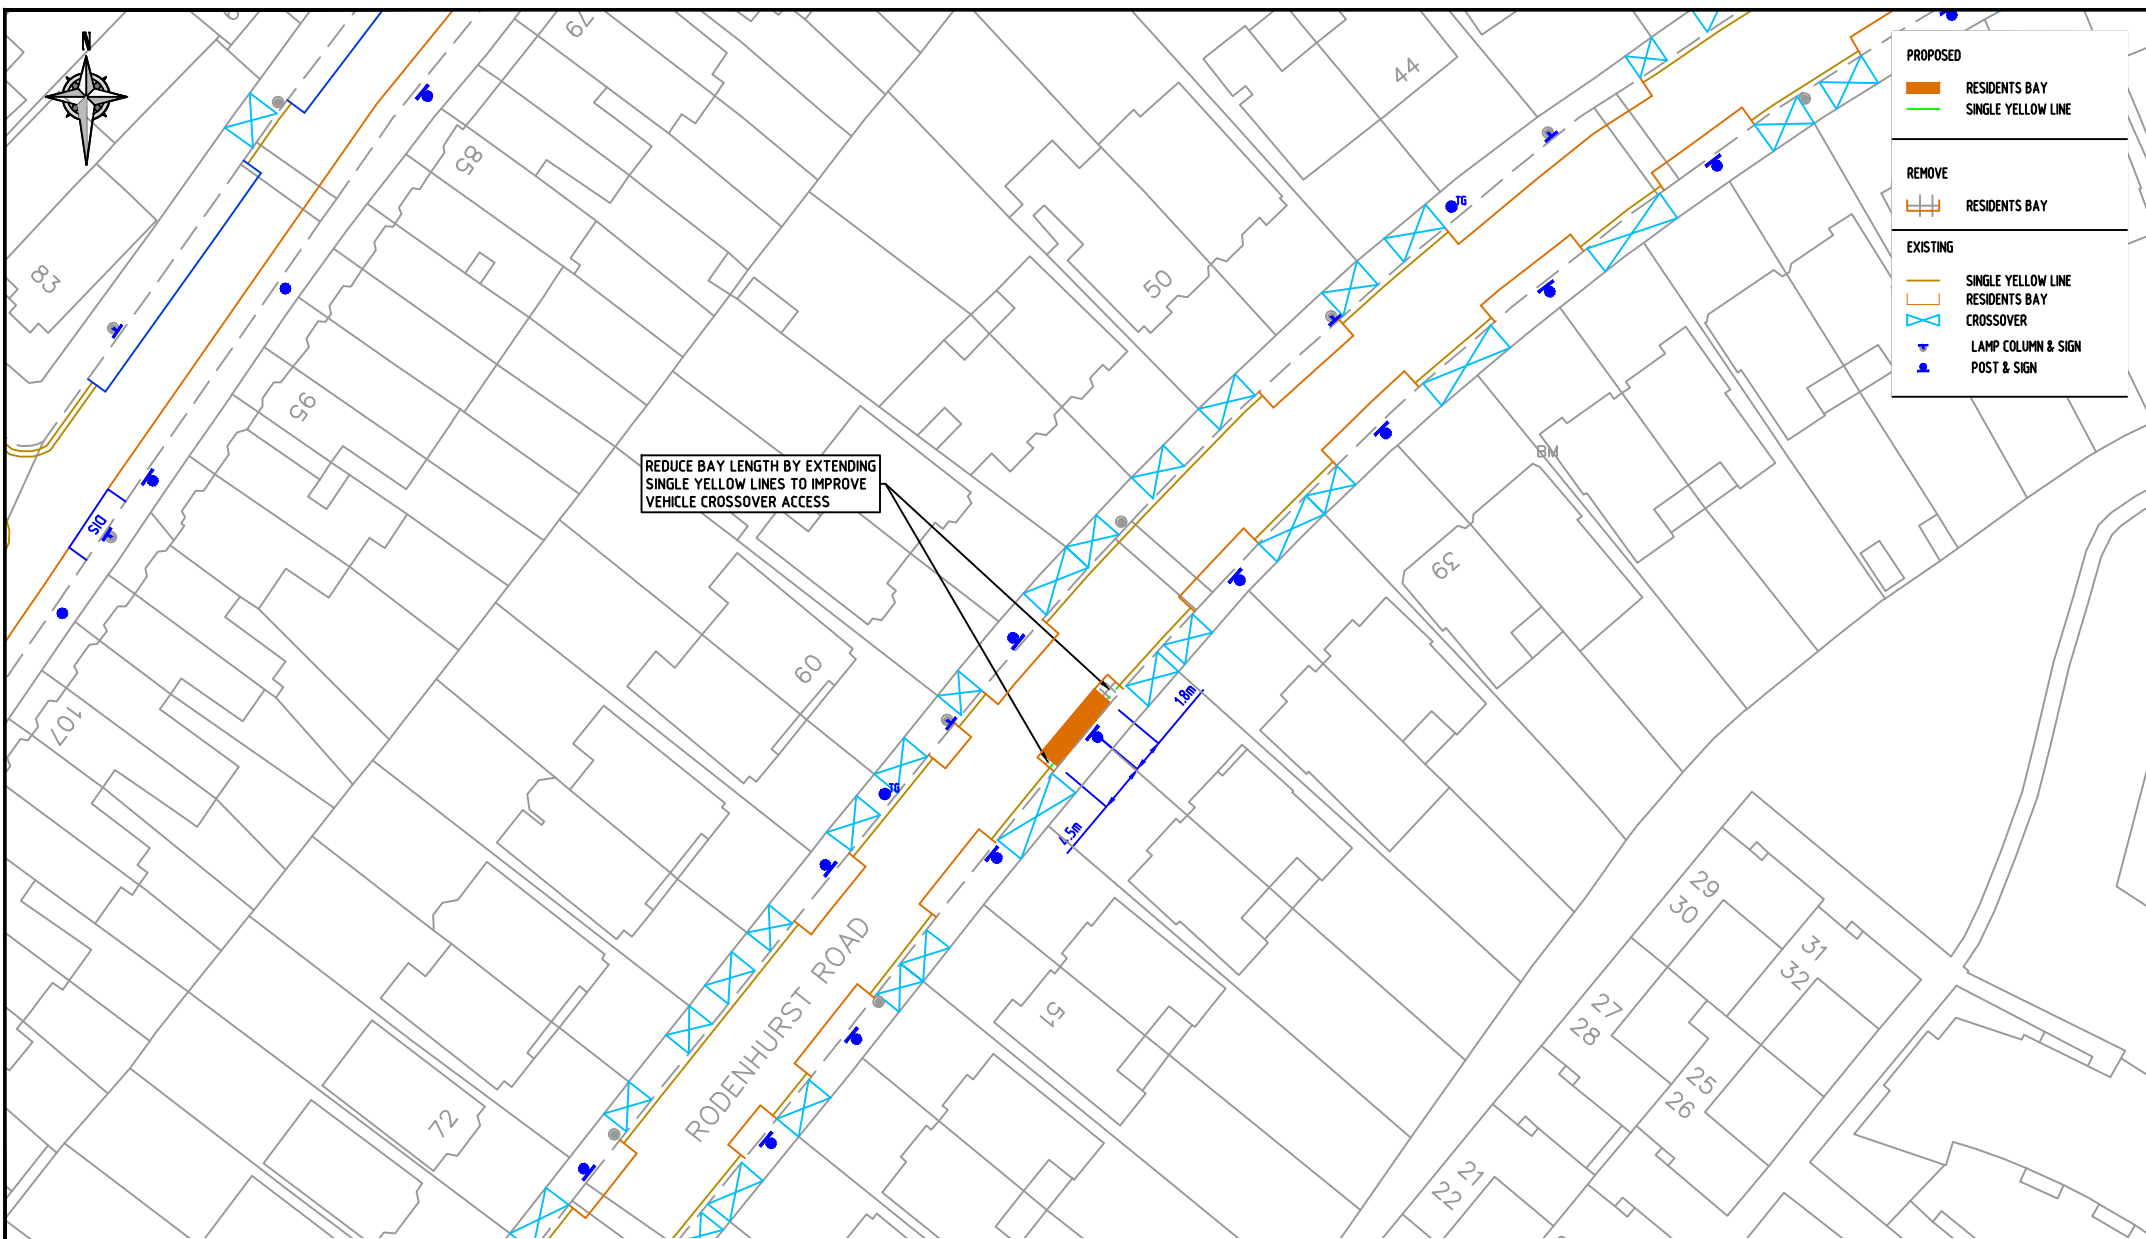 N
79
44
PROPOSED
RESIDENTS BAY
SINGLE YELLOW LINE
REMOVE
RESIDENTS BAY
EXISTING
SINGLE YELLOW LINE
RESIDENTS BAY
CROSSOVER
LAMP COLUMN & SIGN
POST & SIGN
85
83
TG
50
95
BM
DIS
REDUCE BAY LENGTH BY EXTENDING
SINGLE YELLOW LINES TO IMPROVE
VEHICLE CROSSOVER ACCESS
39
60
107
1.8m
TG
4.5m
RODENHURST ROAD
51
72
29
30
31
32
27
28
25
26
21
22